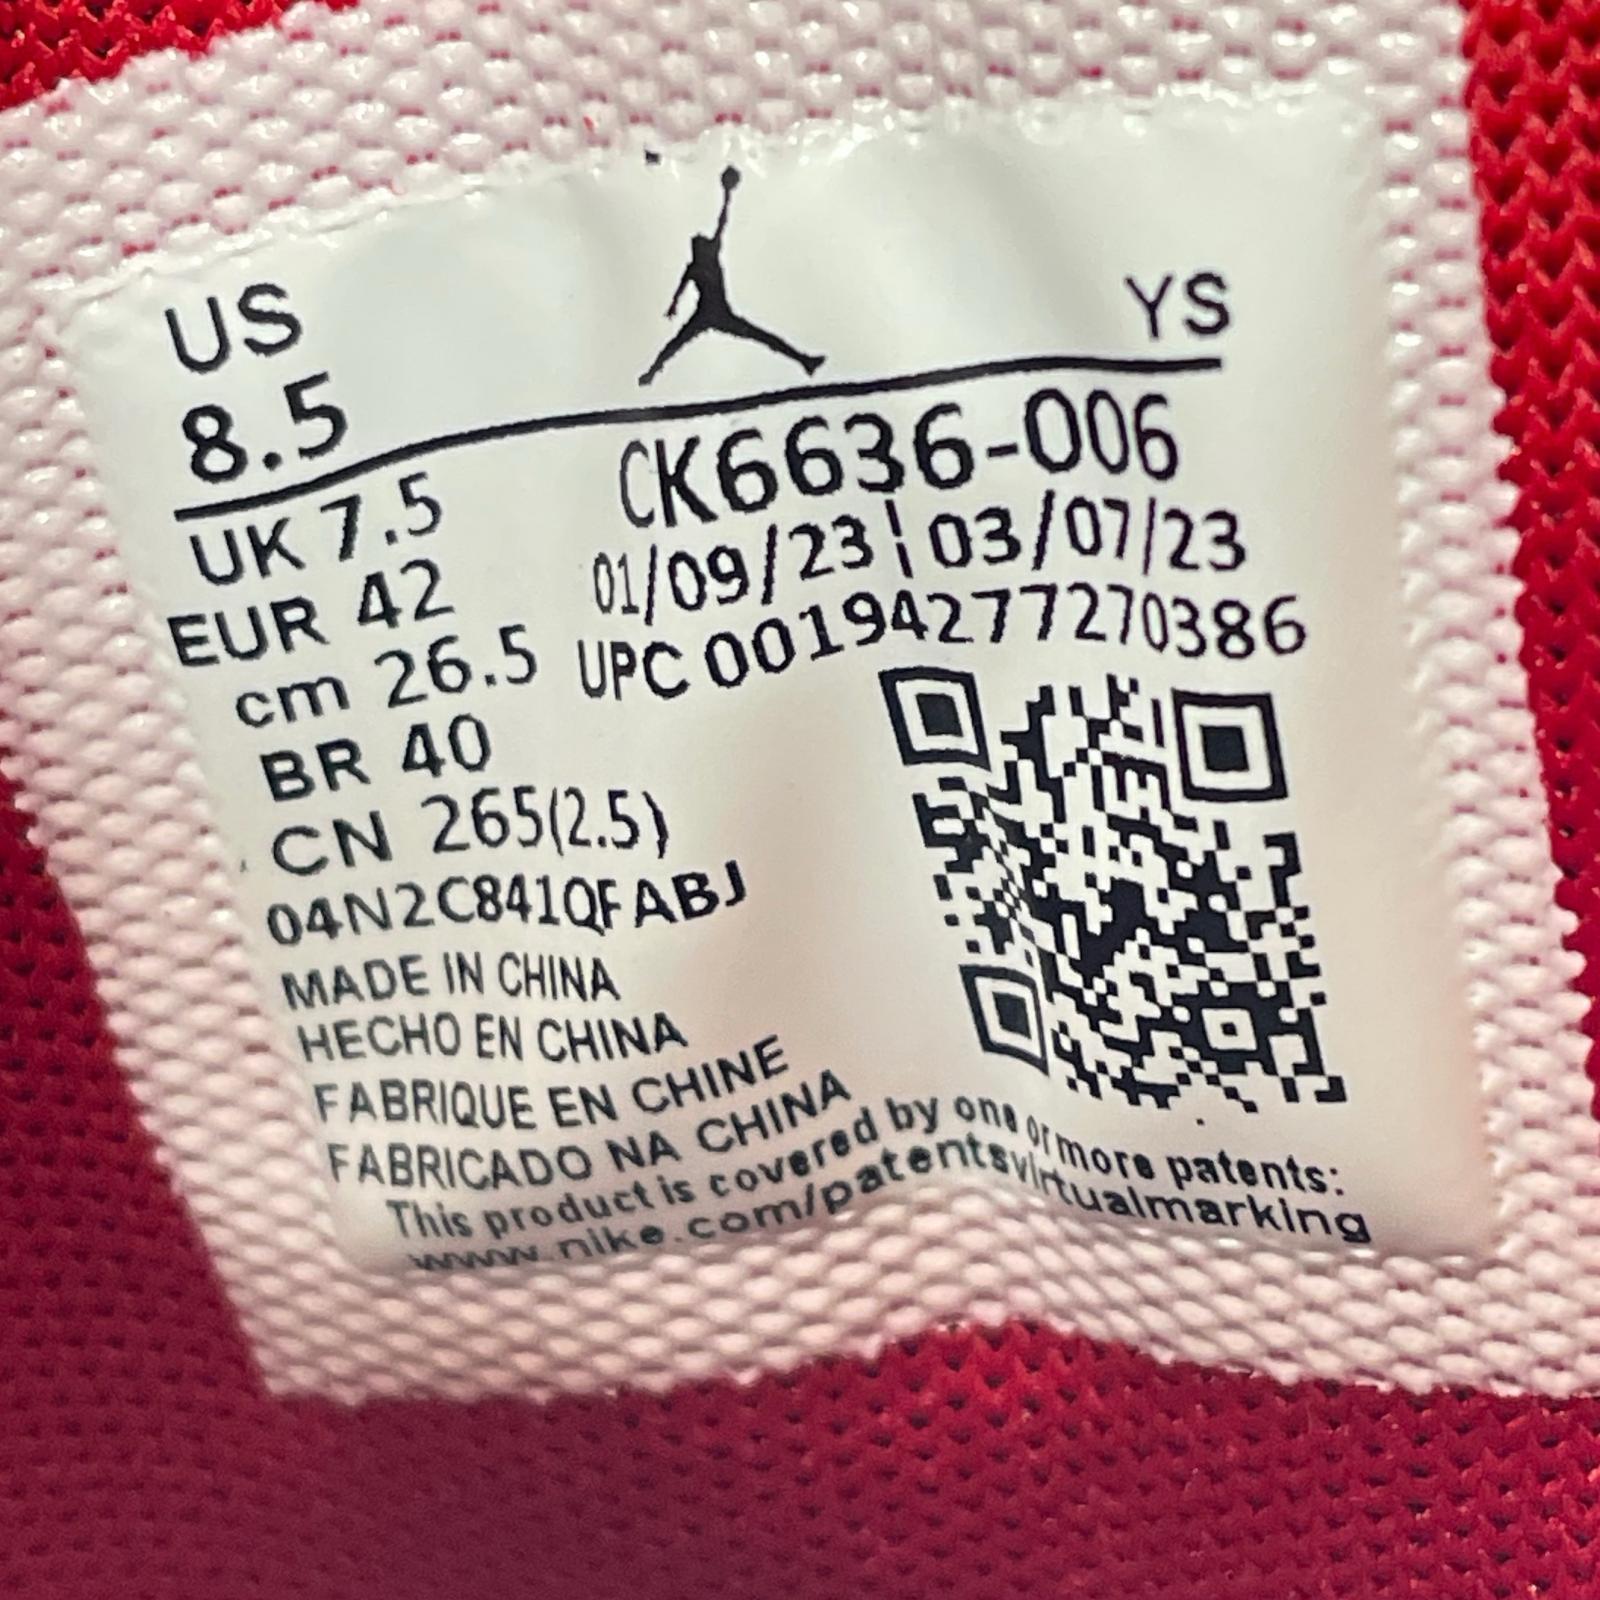 US
YS
8.5
CK6636-006
UK 7.5
01/09/23 | 03/07/23
EUR 42
UPC 00194277270386
cm 26.5
BR 40
CN 265(2.5)
04N2C841QFABJ
MADE IN CHINA
HECHO EN CHINA
FABRIQUE EN CHINE
FABRICADO NA CHINA
This product is covered by one or more patents:
www.nike.com/patentsvirtualmarking